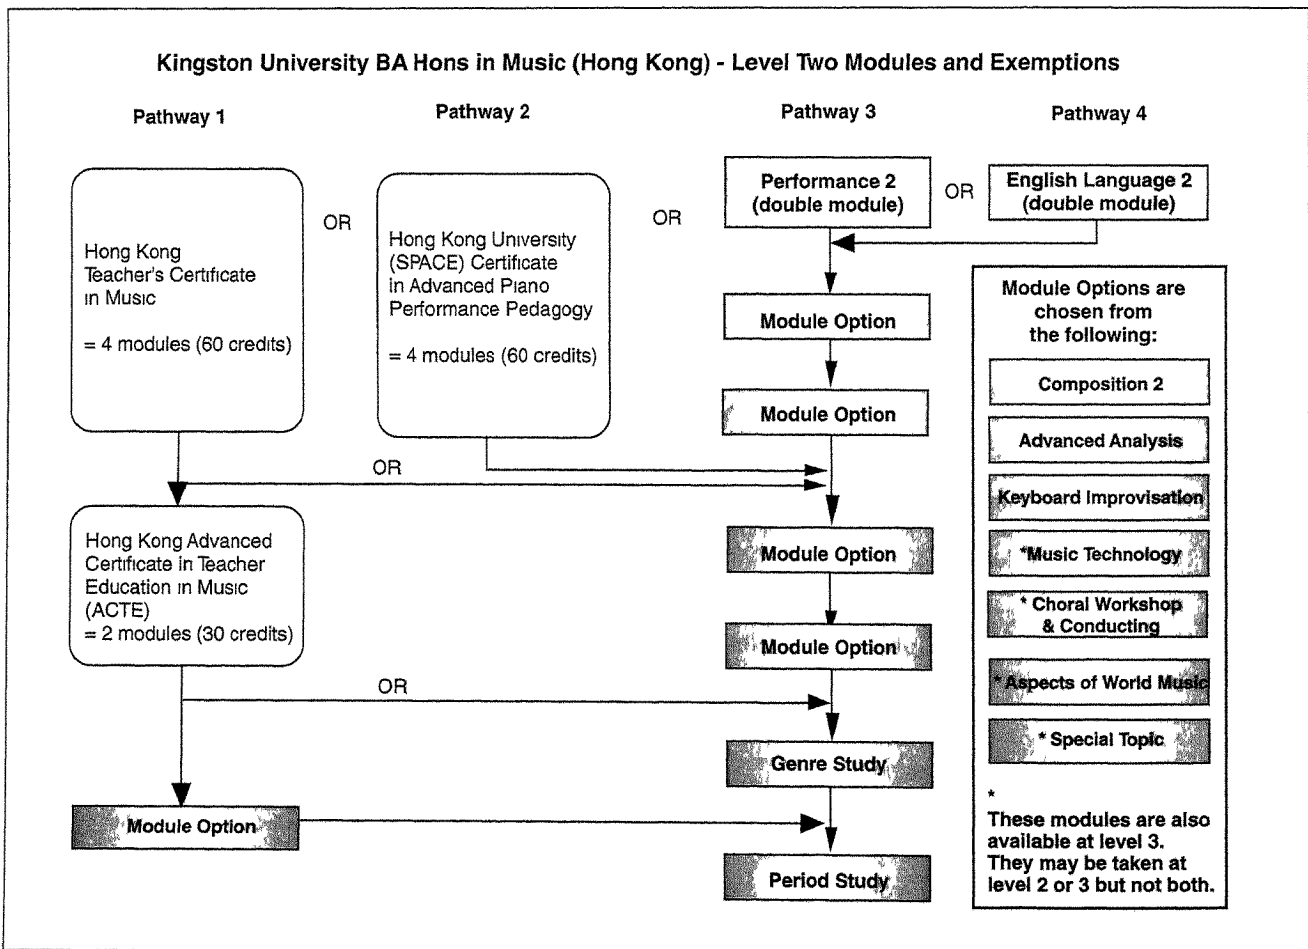 Kingston University BA Hons in Music (Hong Kong) - Level Two Modules and Exemptions
Pathway 1
Pathway 2
Pathway 3
Pathway 4
Hong Kong
Teacher's Certificate
in Music
= 4 modules (60 credits)
OR
Hong Kong University
(SPACE) Certificate
in Advanced Piano
Performance Pedagogy
= 4 modules (60 credits)
OR
Performance 2
(double module)
OR
English Language 2
(double module)
Module Option
Module Option
OR
Hong Kong Advanced
Certificate in Teacher
Education in Music
(ACTE)
= 2 modules (30 credits)
Module Option
Module Option
OR
Genre Study
Module Option
Period Study
Module Options are
chosen from
the following:
Composition 2
Advanced Analysis
Keyboard Improvisation
*Music Technology
* Choral Workshop
& Conducting
* Aspects of World Music
* Special Topic
*
These modules are also
available at level 3.
They may be taken at
level 2 or 3 but not both.